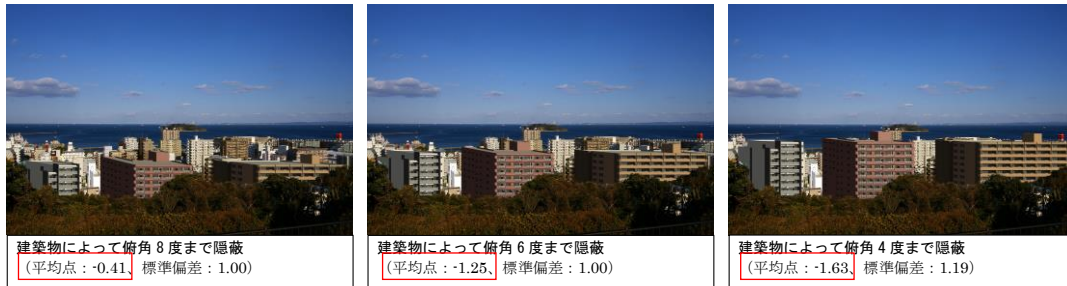 建築物によって俯角 8 度まで隠蔽
（平均点：-0.41、標準偏差：1.00）
建築物によって俯角 6 度まで隠蔽
（平均点：-1.25、標準偏差：1.00）
建築物によって俯角 4 度まで隠蔽
（平均点：-1.63、標準偏差：1.19）